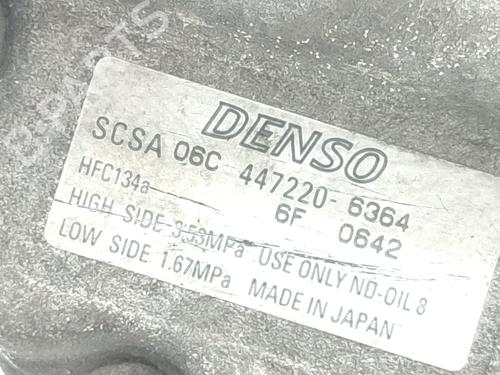 DENSO
SCSA 06C 447220-6364
HFC134a 6F 0642
HIGH SIDE 3.53MPa USE ONLY ND-OIL 8
LOW SIDE 1.67MPa MADE IN JAPAN